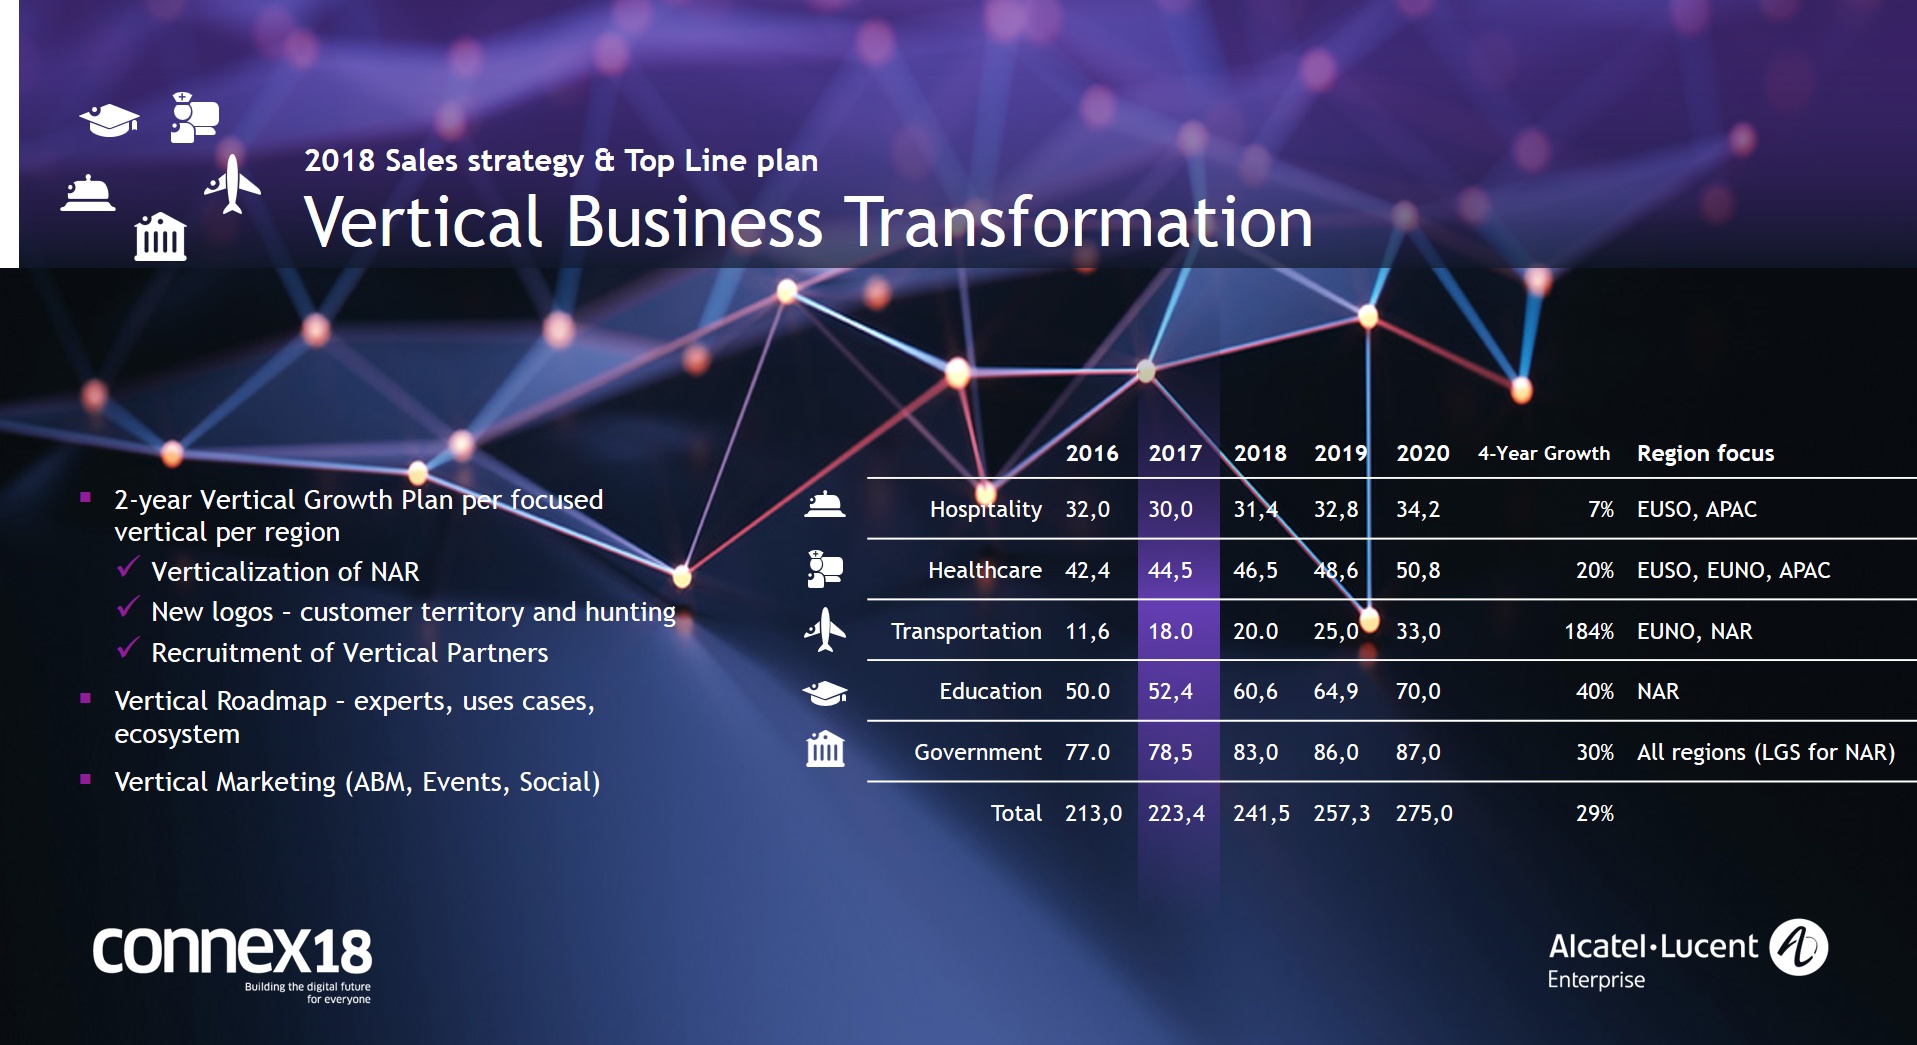 2018 Sales strategy & Top Line plan
Vertical Business Transformation
2-year Vertical Growth Plan per focused
vertical per region
Verticalization of NAR
New logos – customer territory and hunting
Recruitment of Vertical Partners
Vertical Roadmap – experts, uses cases,
ecosystem
Vertical Marketing (ABM, Events, Social)
2016 2017 2018 2019 2020 4-Year Growth Region focus
Hospitality 32,0 30,0 31,4 32,8 34,2 7% EUSO, APAC
Healthcare 42,4 44,5 46,5 48,6 50,8 20% EUSO, EUNO, APAC
Transportation 11,6 18.0 20.0 25,0 33,0 184% EUNO, NAR
Education 50.0 52,4 60,6 64,9 70,0 40% NAR
Government 77.0 78,5 83,0 86,0 87,0 30% All regions (LGS for NAR)
Total 213,0 223,4 241,5 257,3 275,0 29%
connex18
Building the digital future
for everyone
Alcatel·Lucent
Enterprise